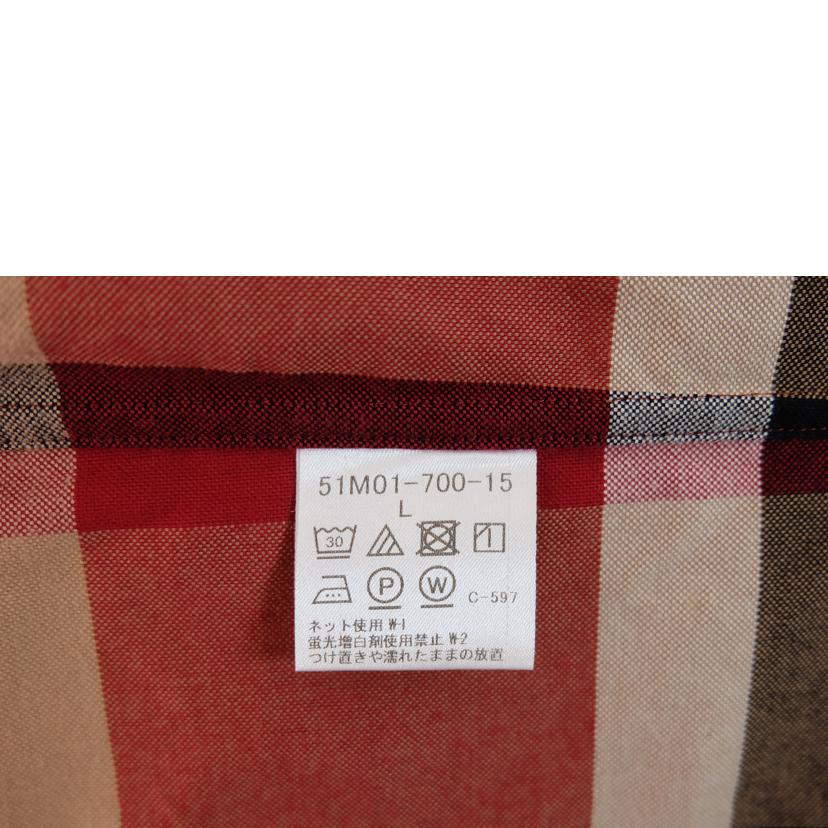 51M01-700-15
L
30
P W C-597
ネット使用 W-1
蛍光増白剤使用禁止 W-2
つけ置きや濡れたままの放置